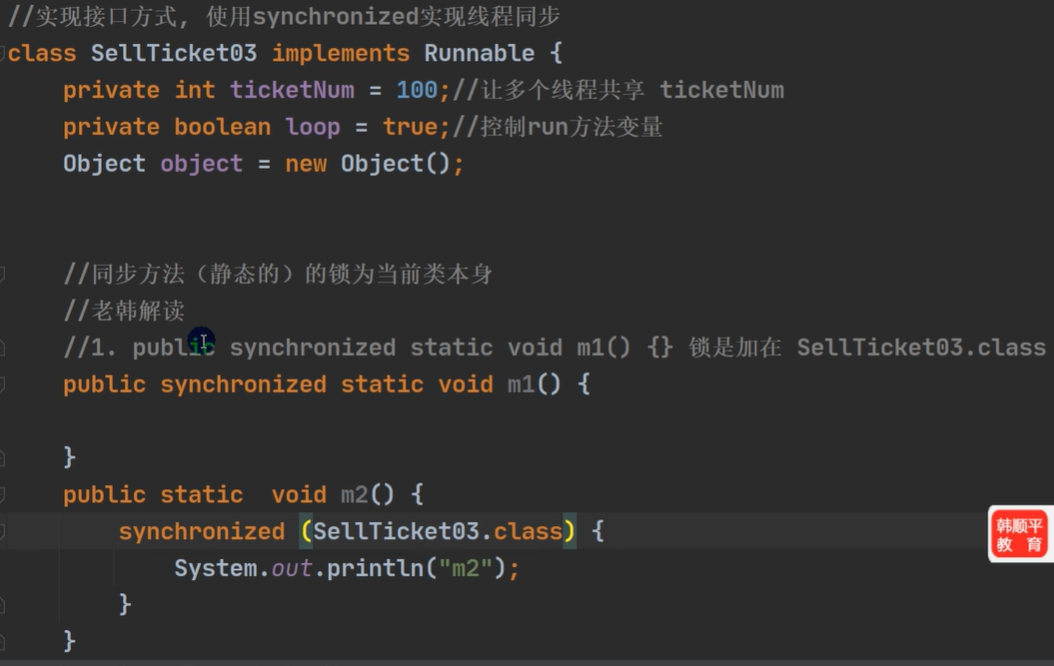 //实现接口方式, 使用synchronized实现线程同步
class SellTicket03 implements Runnable {
    private int ticketNum = 100;//让多个线程共享 ticketNum
    private boolean loop = true;//控制run方法变量
    Object object = new Object();
    //同步方法（静态的）的锁为当前类本身
    //老韩解读
    //1. public synchronized static void m1() {} 锁是加在 SellTicket03.class
    public synchronized static void m1() {
    }
    public static  void m2() {
        synchronized (SellTicket03.class) {
            System.out.println("m2");
        }
    }
韩顺平
教 育